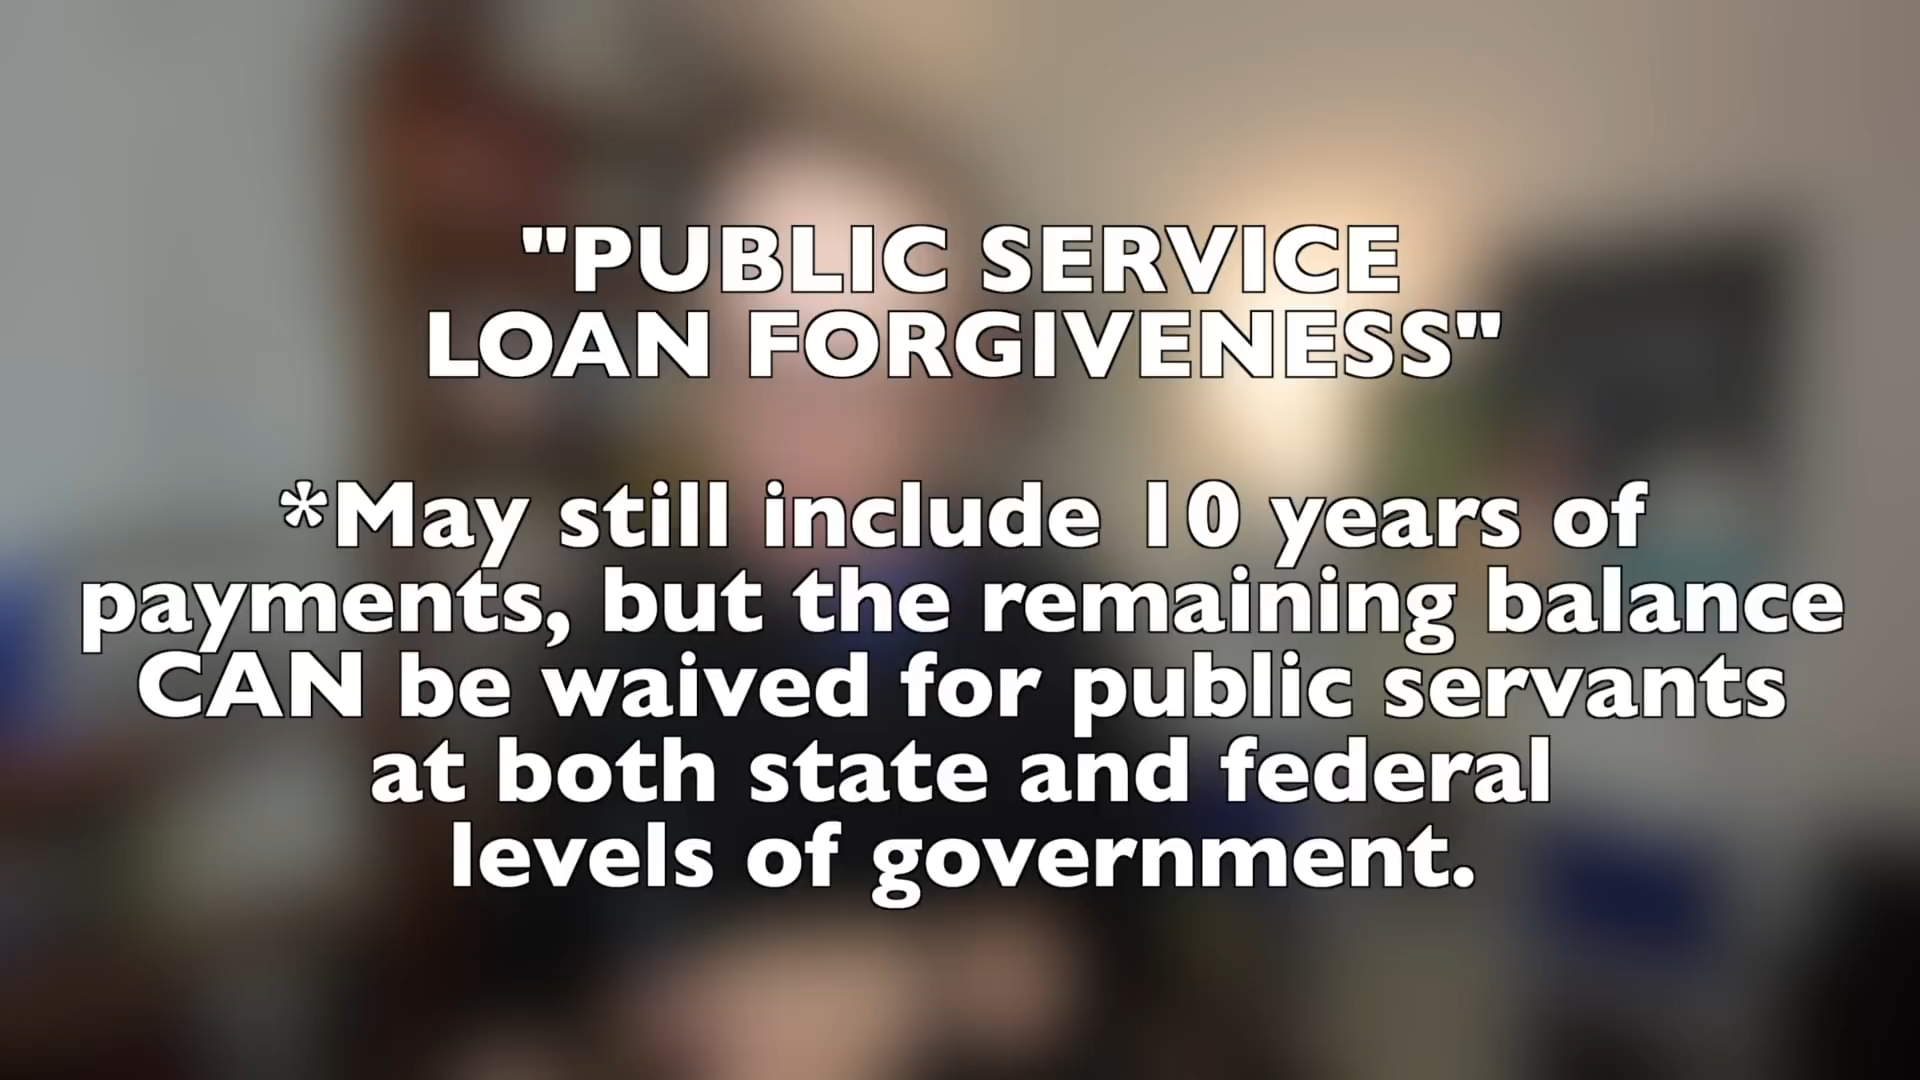 "PUBLIC SERVICE
LOAN FORGIVENESS"
*May still include 10 years of
payments, but the remaining balance
CAN be waived for public servants
at both state and federal
levels of government.